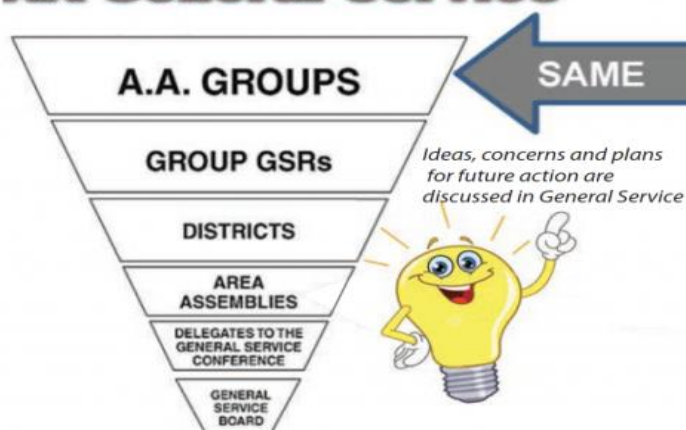 A.A. GROUPS
SAME
GROUP GSRs
Ideas, concerns and plans
for future action are
discussed in General Service
DISTRICTS
AREA
ASSEMBLIES
DELEGATES TO THE
GENERAL SERVICE
CONFERENCE
GENERAL
SERVICE
BOARD